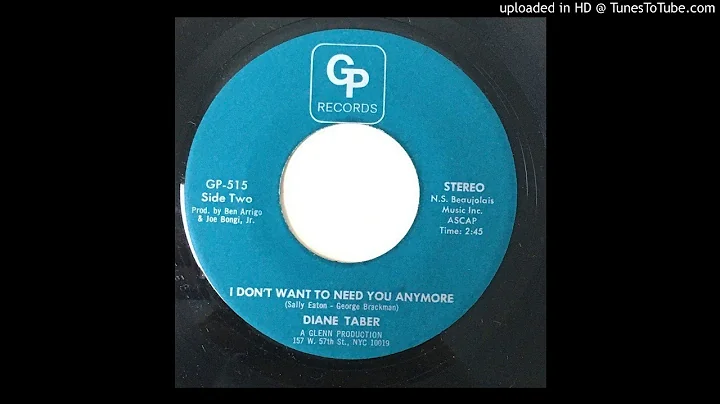 uploaded in HD @ TunesToTube.com
GP
RECORDS
GP-515
Side Two
Prod. by Ben Arrigo
& Joe Bongi, Jr.
STEREO
N.S. Beaujolais
Music Inc.
ASCAP
Time: 2:45
I DON'T WANT TO NEED YOU ANYMORE
(Sally Eaton - George Brackman)
DIANE TABER
A GLENN PRODUCTION
157 W. 57th St., NYC 10019